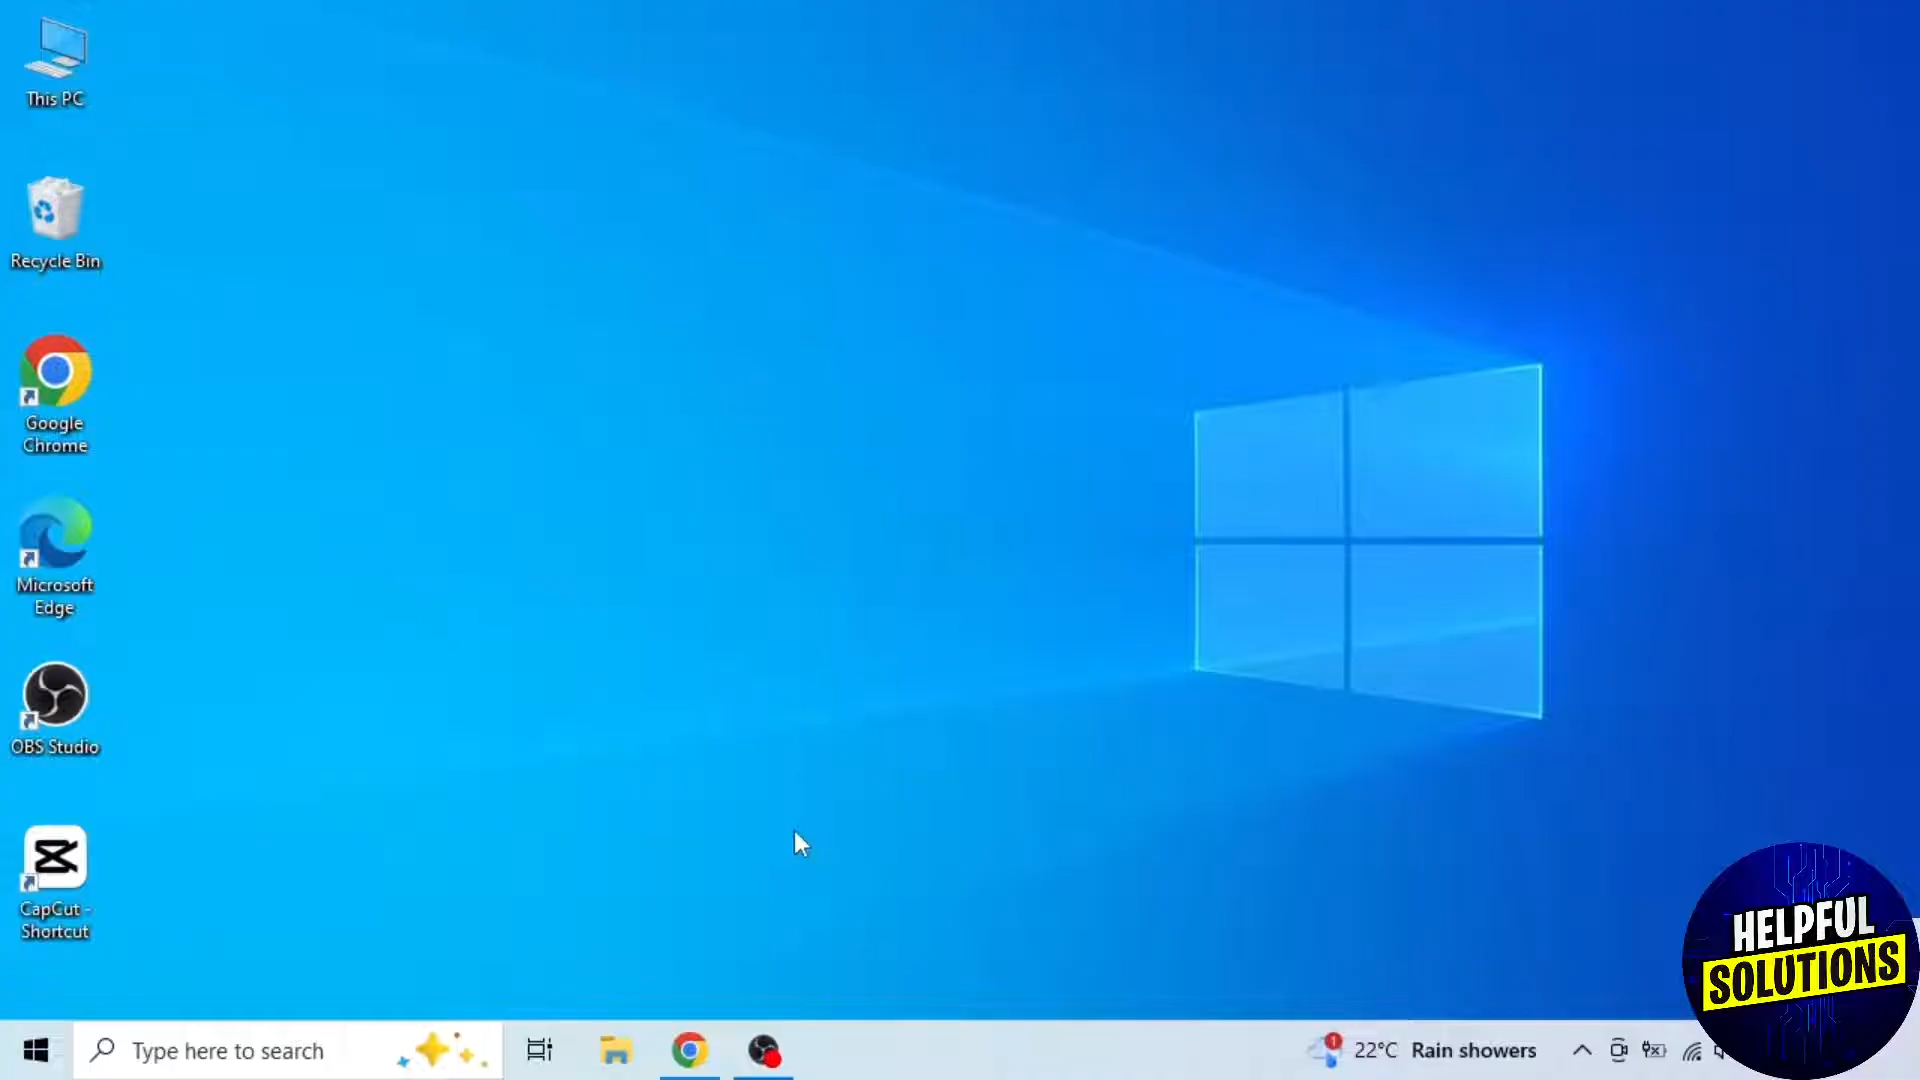 This PC
Recycle Bin
Google
Chrome
Microsoft
Edge
OBS Studio
CapCut -
Shortcut
HELPFUL
SOLUTIONS
Type here to search
1
22°C Rain showers